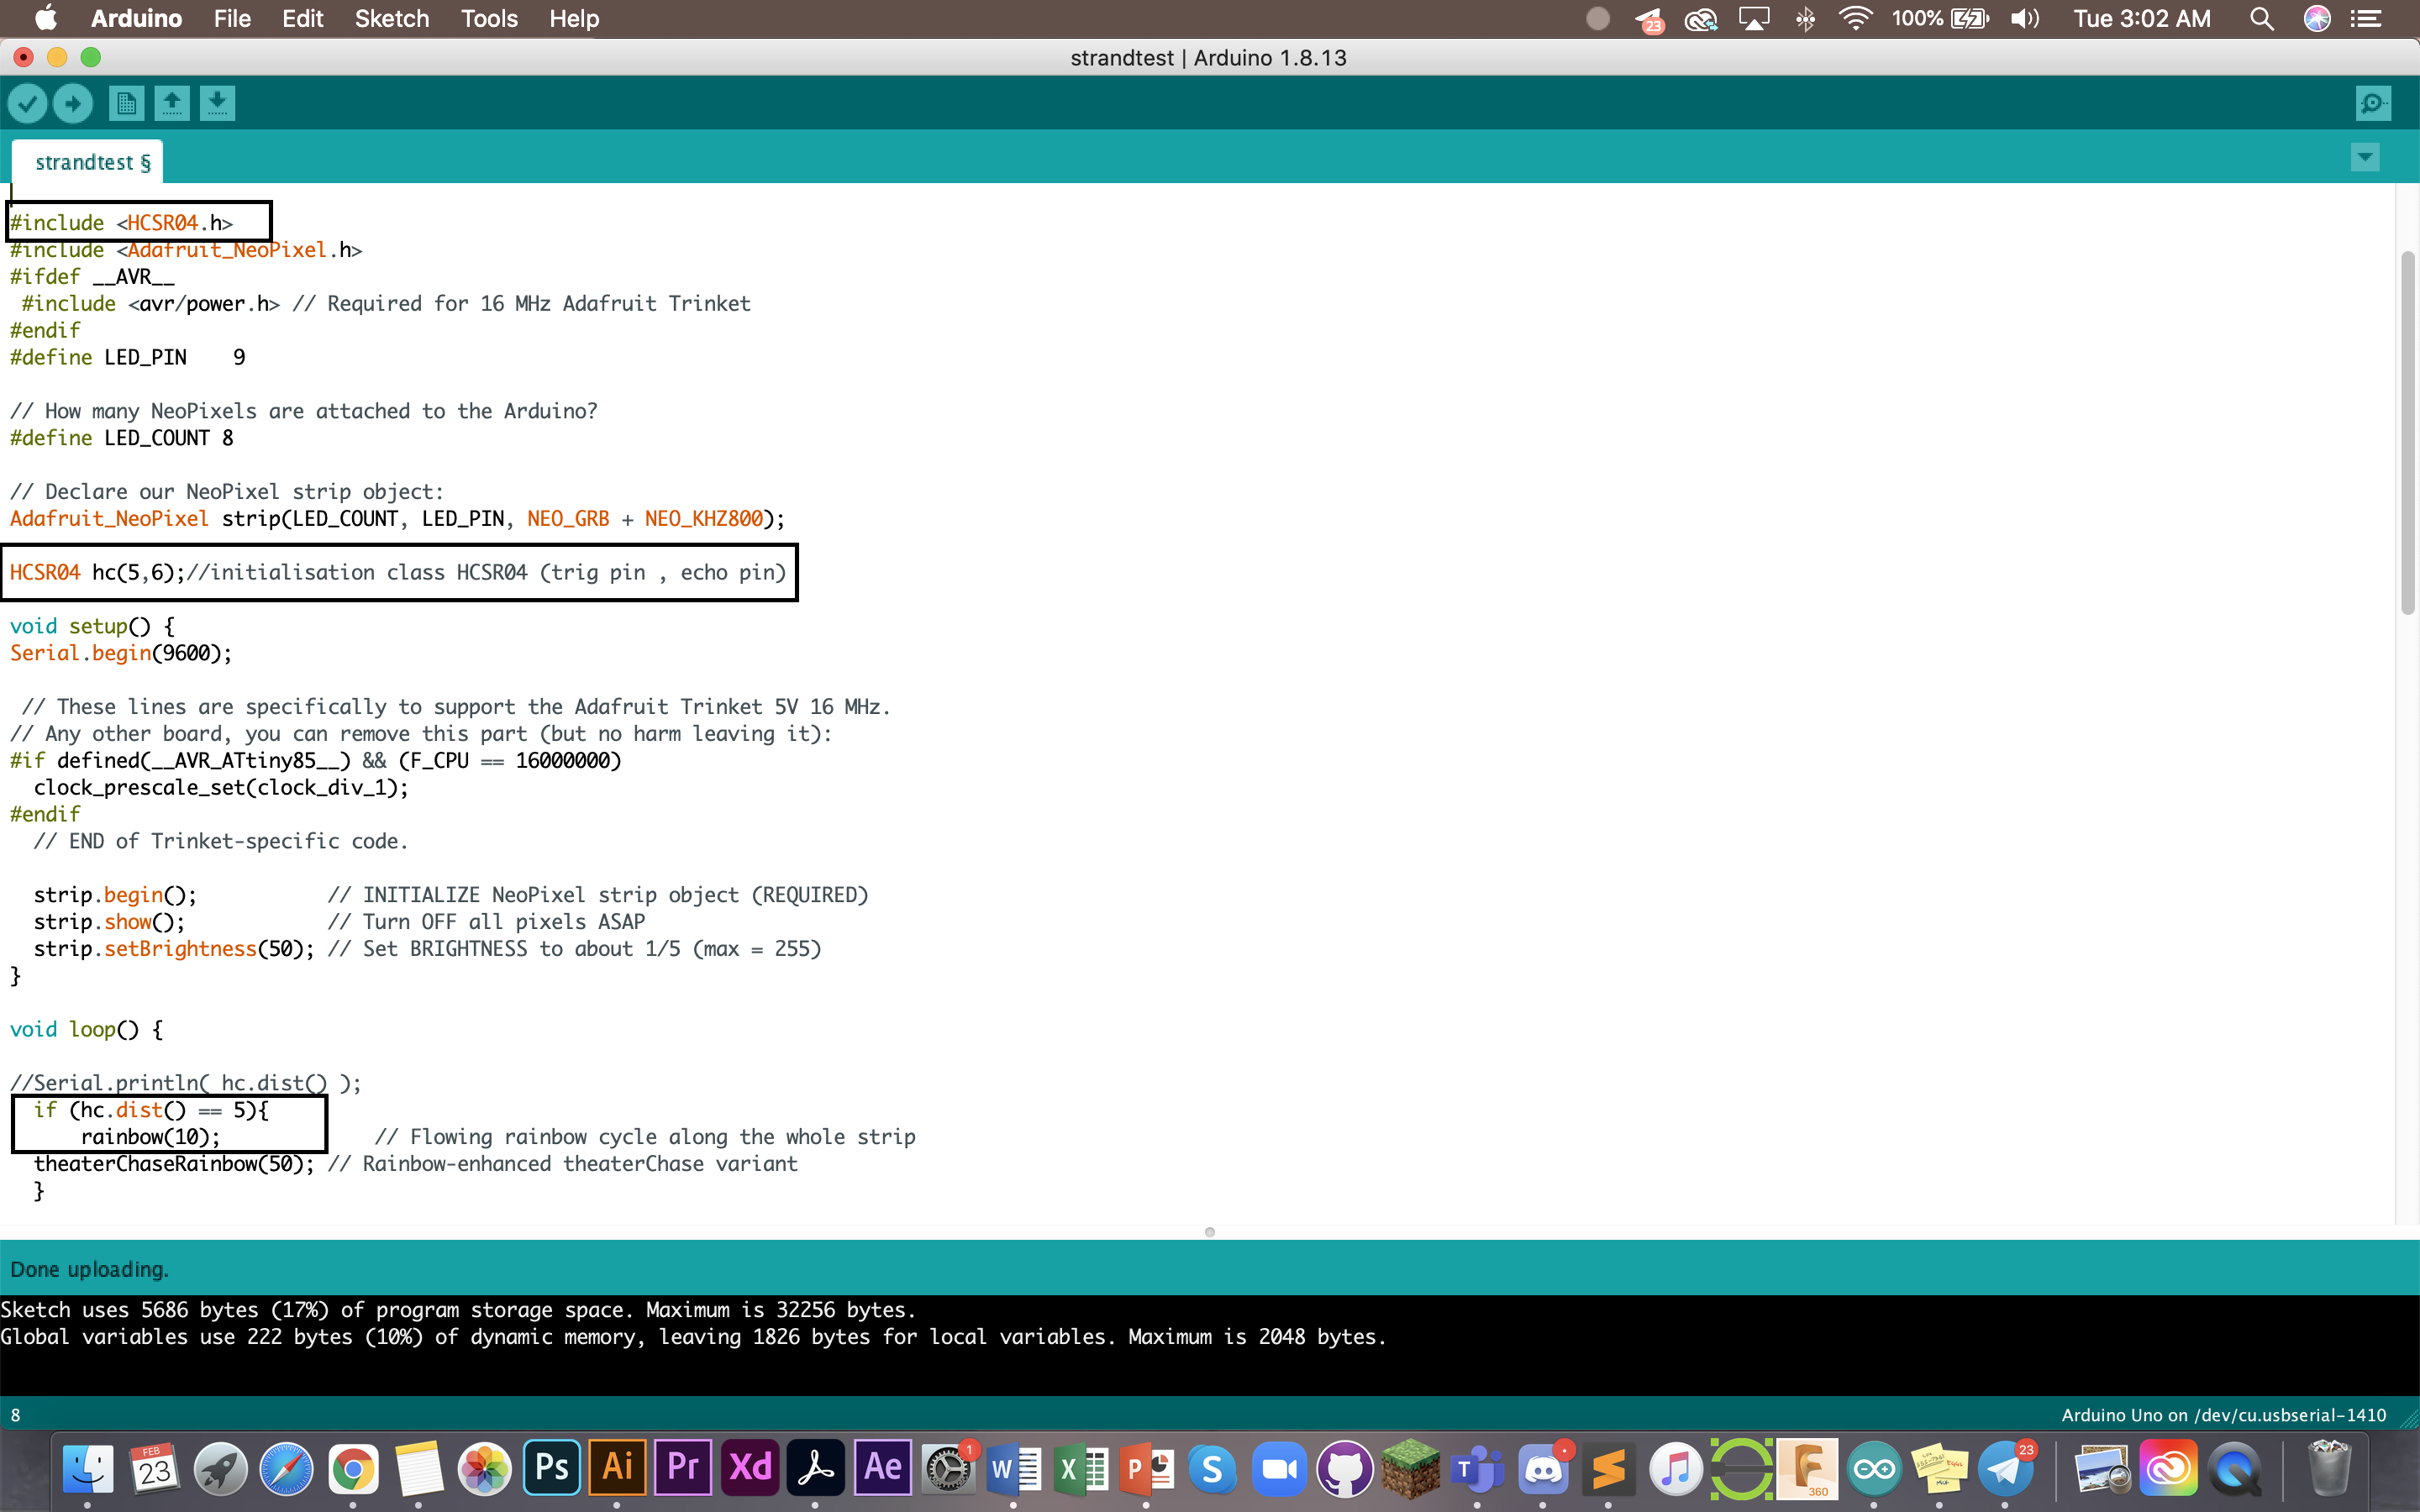 Arduino File Edit Sketch Tools Help 23 100% Tue 3:02 AM
strandtest | Arduino 1.8.13
strandtest §
#include <HCSR04.h>
#include <Adafruit_NeoPixel.h>
#ifdef __AVR__
#include <avr/power.h> // Required for 16 MHz Adafruit Trinket
#endif
#define LED_PIN 9
// How many NeoPixels are attached to the Arduino?
#define LED_COUNT 8
// Declare our NeoPixel strip object:
Adafruit_NeoPixel strip(LED_COUNT, LED_PIN, NEO_GRB + NEO_KHZ800);
HCSR04 hc(5,6);//initialisation class HCSR04 (trig pin , echo pin)
void setup() {
Serial.begin(9600);
// These lines are specifically to support the Adafruit Trinket 5V 16 MHz.
// Any other board, you can remove this part (but no harm leaving it):
#if defined(__AVR_ATtiny85__) && (F_CPU == 16000000)
clock_prescale_set(clock_div_1);
#endif
// END of Trinket-specific code.
strip.begin(); // INITIALIZE NeoPixel strip object (REQUIRED)
strip.show(); // Turn OFF all pixels ASAP
strip.setBrightness(50); // Set BRIGHTNESS to about 1/5 (max = 255)
}
void loop() {
//Serial.println( hc.dist() );
if (hc.dist() == 5){
rainbow(10); // Flowing rainbow cycle along the whole strip
theaterChaseRainbow(50); // Rainbow-enhanced theaterChase variant
}
Done uploading.
Sketch uses 5686 bytes (17%) of program storage space. Maximum is 32256 bytes.
Global variables use 222 bytes (10%) of dynamic memory, leaving 1826 bytes for local variables. Maximum is 2048 bytes.
8 Arduino Uno on /dev/cu.usbserial-1410
FEB 23 Ps Ai Pr Xd Ae 1 W X P S T F 360 23